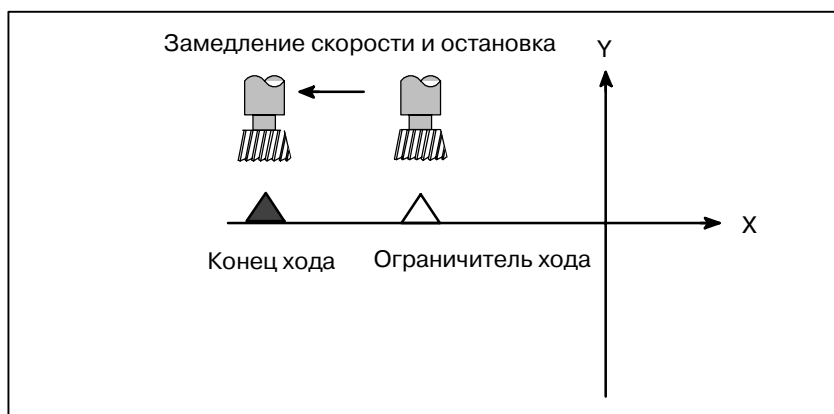 Замедление скорости и остановка
Y
X
Конец хода
Ограничитель хода